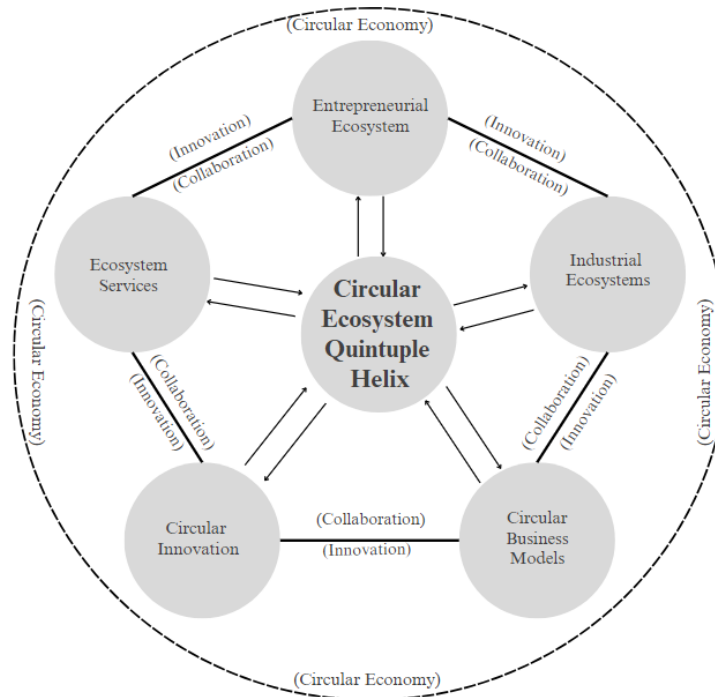 (Circular Economy)
Entrepreneurial
Ecosystem
(Innovation)
(Collaboration)
(Innovation)
(Collaboration)
Ecosystem
Services
Industrial
Ecosystems
Circular
Ecosystem
Quintuple
Helix
(Circular Economy)
(Circular Economy)
(Collaboration)
(Innovation)
(Collaboration)
(Innovation)
Circular
Innovation
(Collaboration)
(Innovation)
Circular
Business
Models
(Circular Economy)